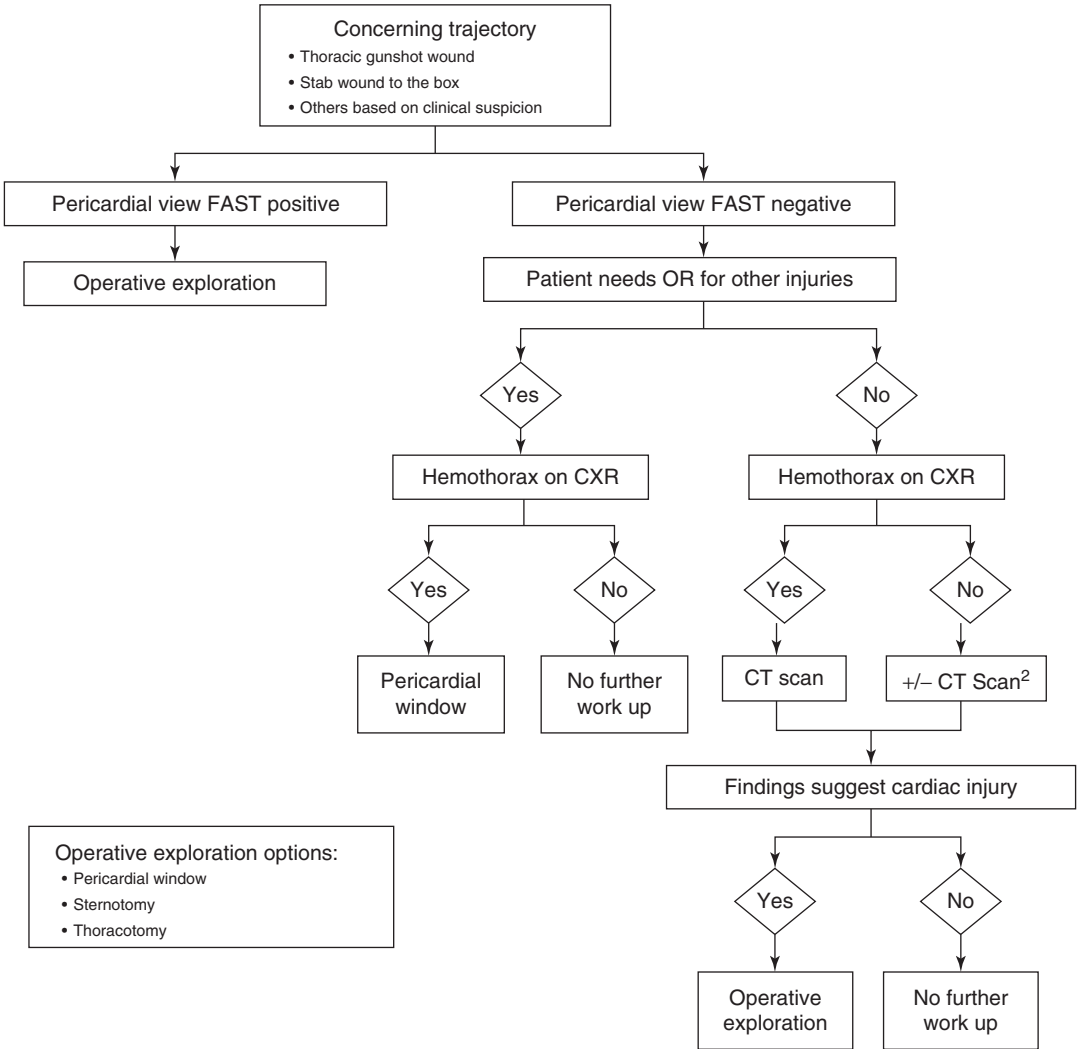 Concerning trajectory
• Thoracic gunshot wound
• Stab wound to the box
• Others based on clinical suspicion
Pericardial view FAST positive
Pericardial view FAST negative
Operative exploration
Patient needs OR for other injuries
Yes
No
Hemothorax on CXR
Hemothorax on CXR
Yes
No
Yes
No
Pericardial
window
No further
work up
CT scan
+/– CT Scan²
Findings suggest cardiac injury
Operative exploration options:
• Pericardial window
• Sternotomy
• Thoracotomy
Yes
No
Operative
exploration
No further
work up